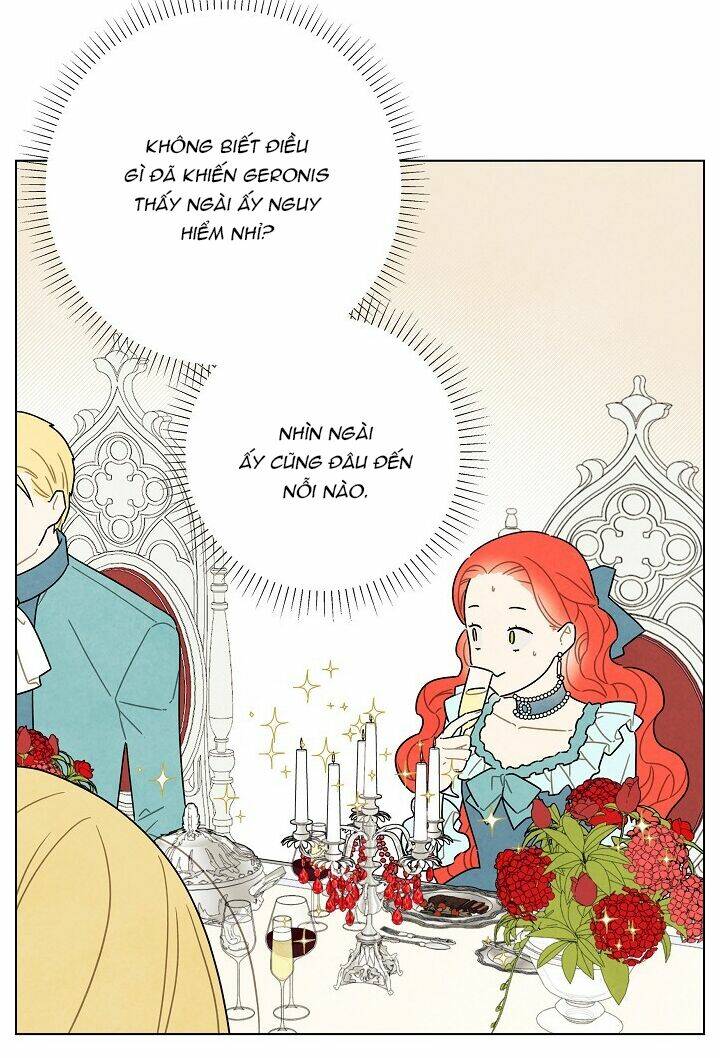 KHÔNG BIẾT ĐIỀU
GÌ ĐÃ KHIẾN GERONIS
THẤY NGÀI ẤY NGUY
HIỂM NHỈ?
NHÌN NGÀI
ẤY CŨNG ĐÂU ĐẾN
NỖI NÀO.